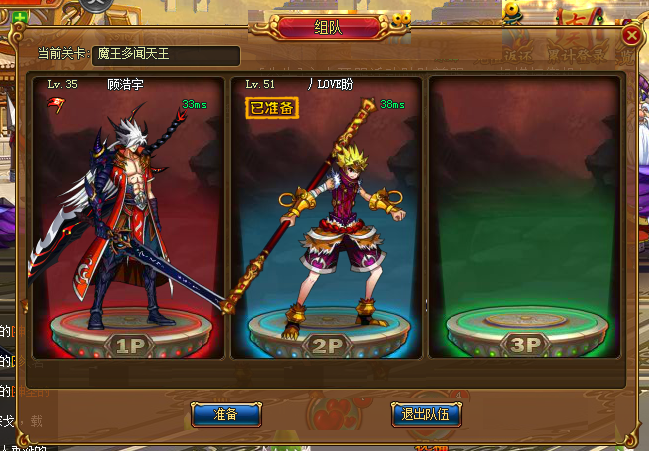 组队
当前关卡: 魔王多闻天王
Lv.35 顾浩宇
33ms
Lv.51 丿LOVE盼
已准备
38ms
1P
2P
3P
准备
退出队伍